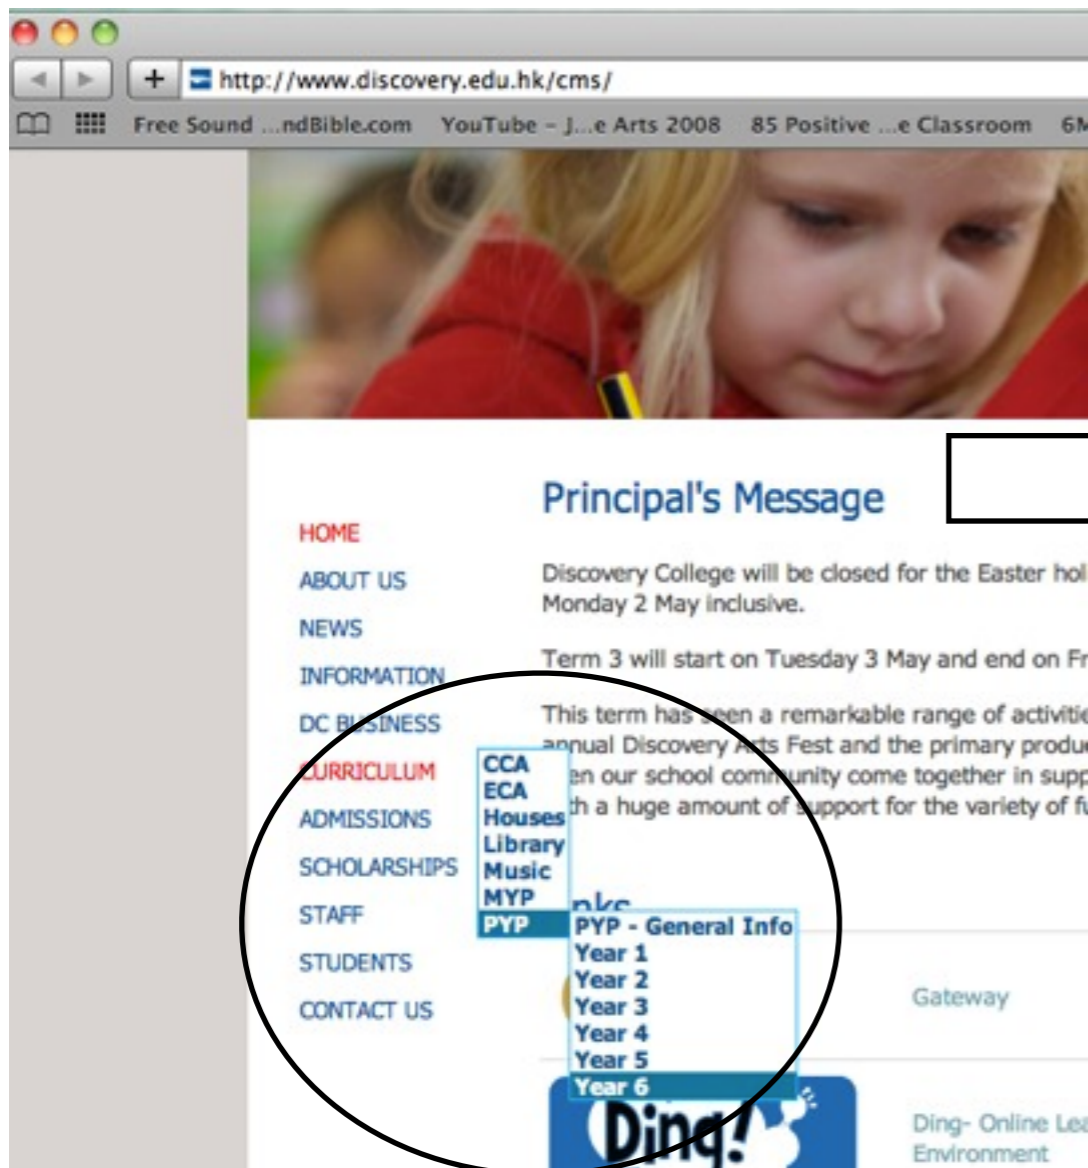 http://www.discovery.edu.hk/cms/
Free Sound ...ndBible.com YouTube - J...e Arts 2008 85 Positive ...e Classroom 6M
Principal's Message
HOME
ABOUT US
NEWS
INFORMATION
DC BUSINESS
CURRICULUM
ADMISSIONS
SCHOLARSHIPS
STAFF
STUDENTS
CONTACT US
Discovery College will be closed for the Easter hol
Monday 2 May inclusive.
Term 3 will start on Tuesday 3 May and end on Fr
This term has seen a remarkable range of activitie
annual Discovery Arts Fest and the primary produ
en our school community come together in supp
th a huge amount of support for the variety of f
CCA
ECA
Houses
Library
Music
MYP
PYP
nks
PYP - General Info
Year 1
Year 2
Year 3
Year 4
Year 5
Year 6
Gateway
Ding!
Ding- Online Lea
Environment